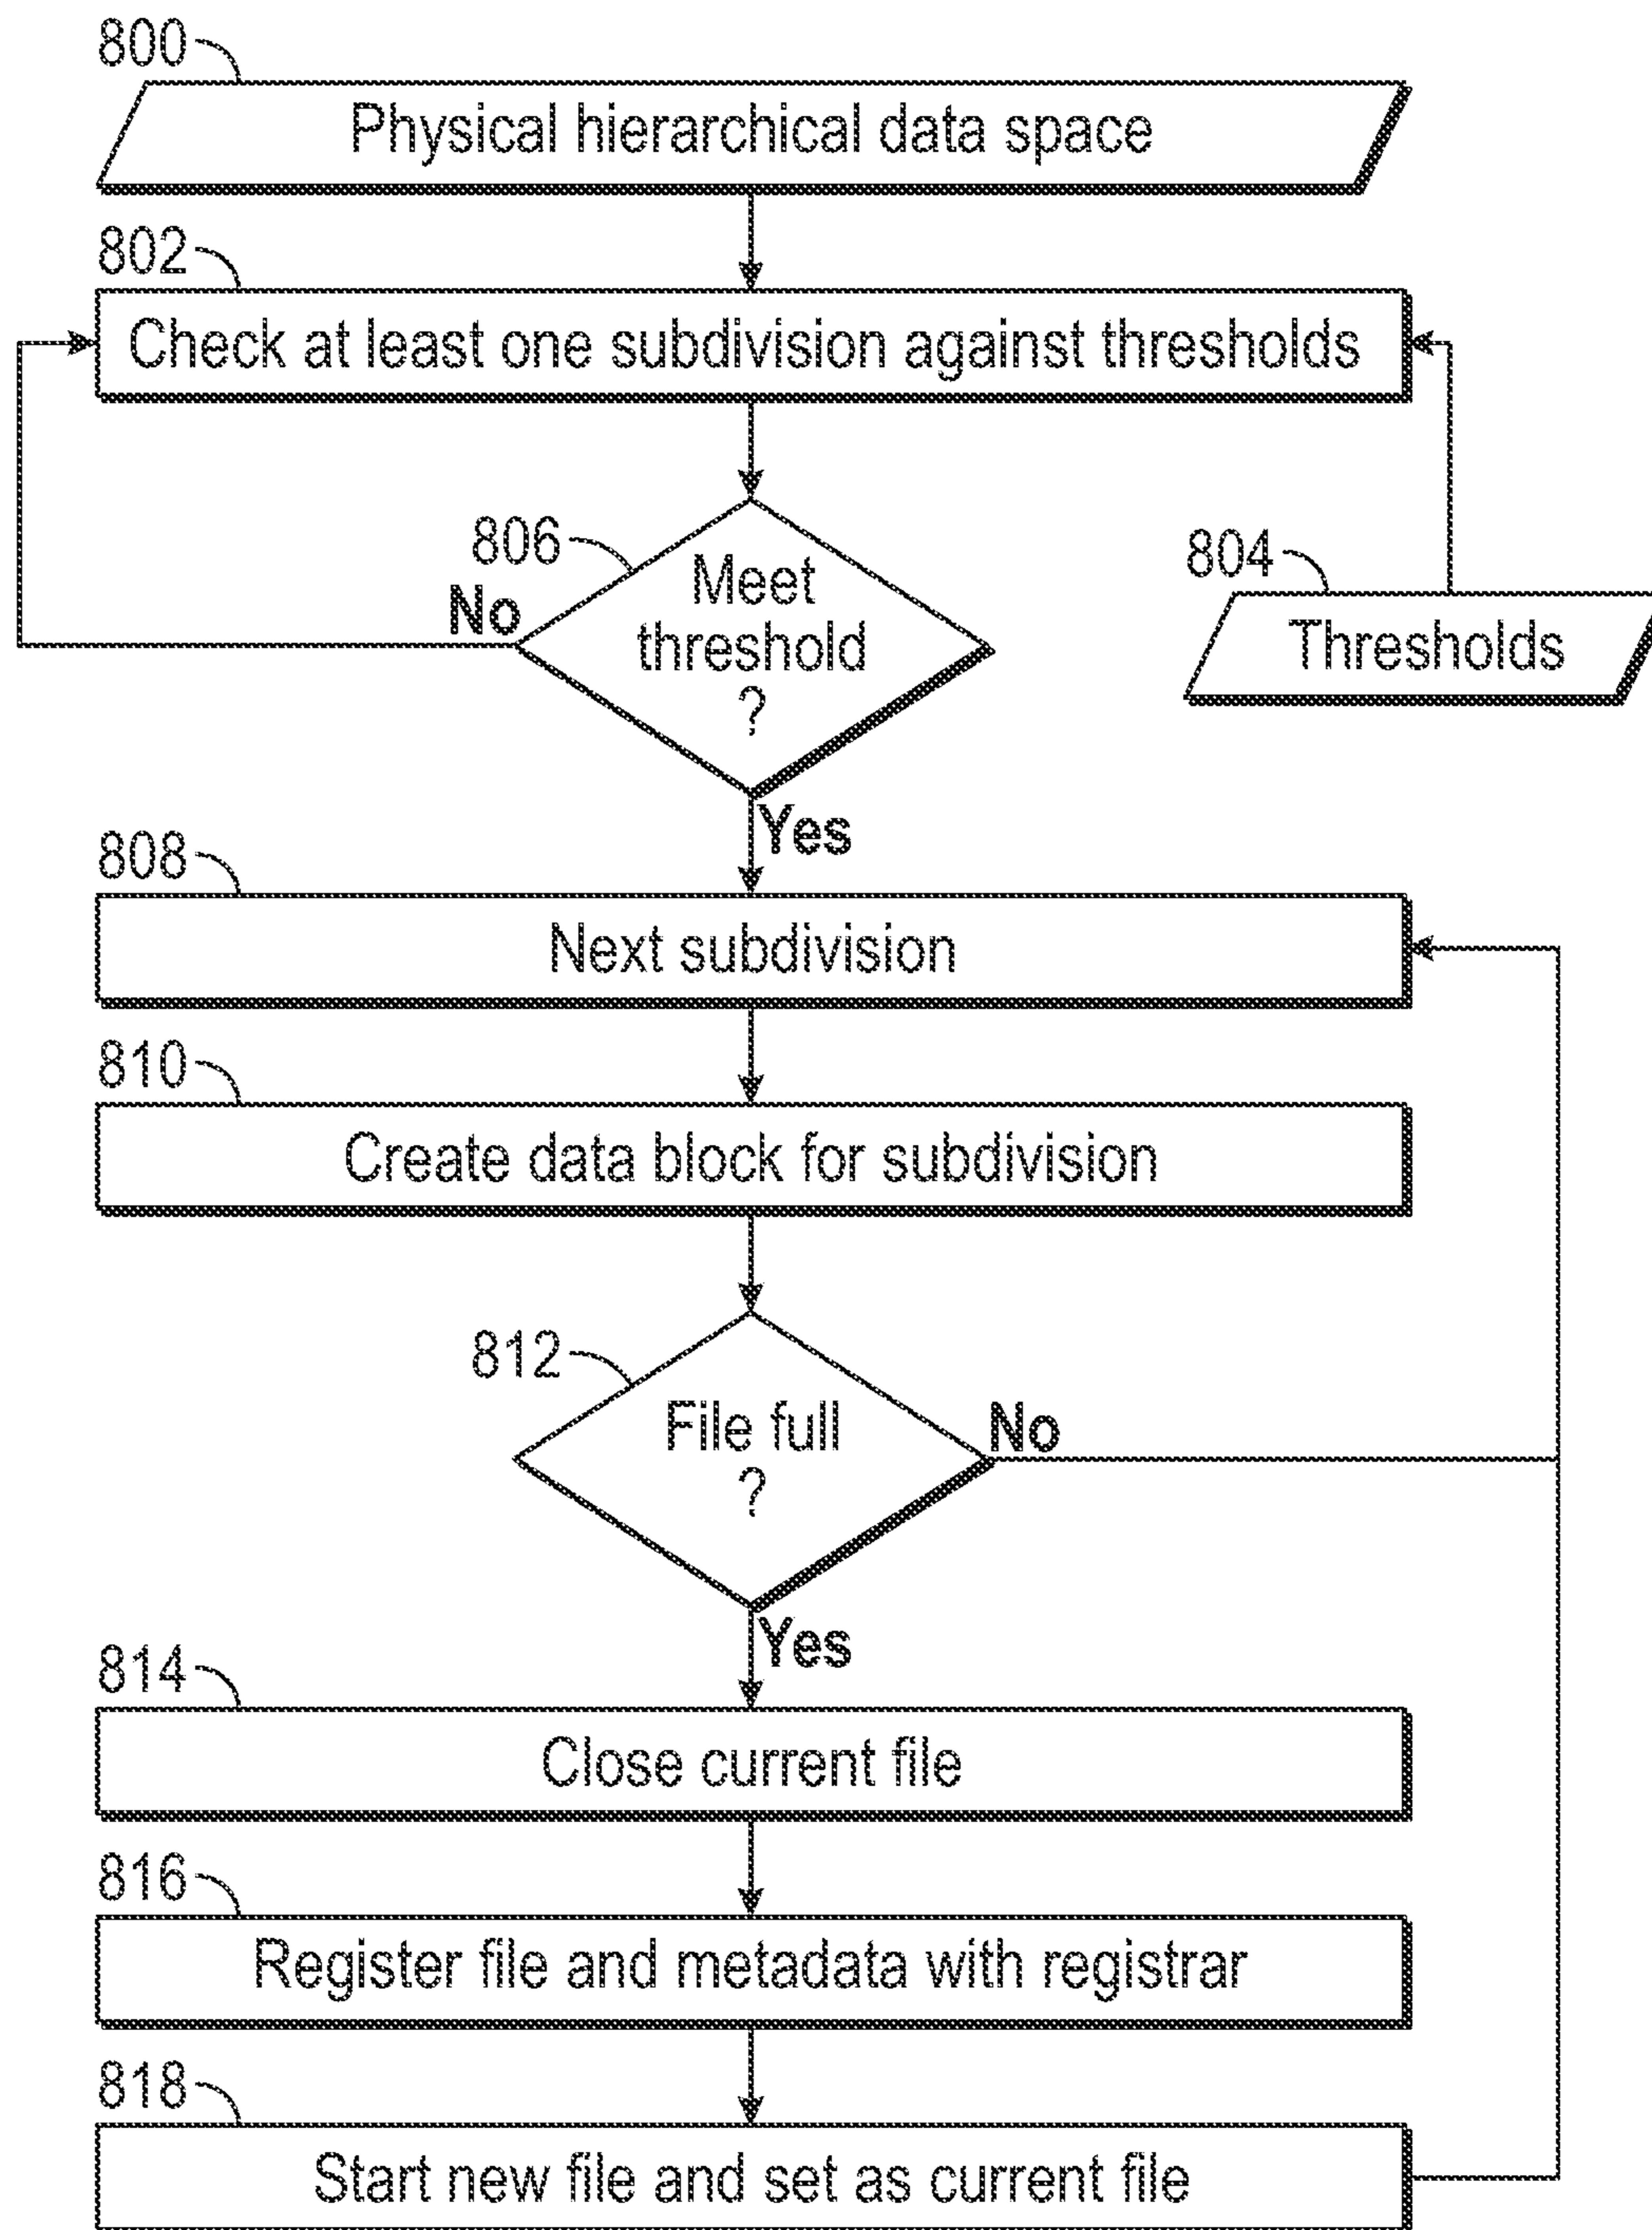 800
Physical hierarchical data space
802
Check at least one subdivision against thresholds
806
Meet
threshold
?
No
804
Thresholds
Yes
808
Next subdivision
810
Create data block for subdivision
812
File full
?
No
Yes
814
Close current file
816
Register file and metadata with registrar
818
Start new file and set as current file